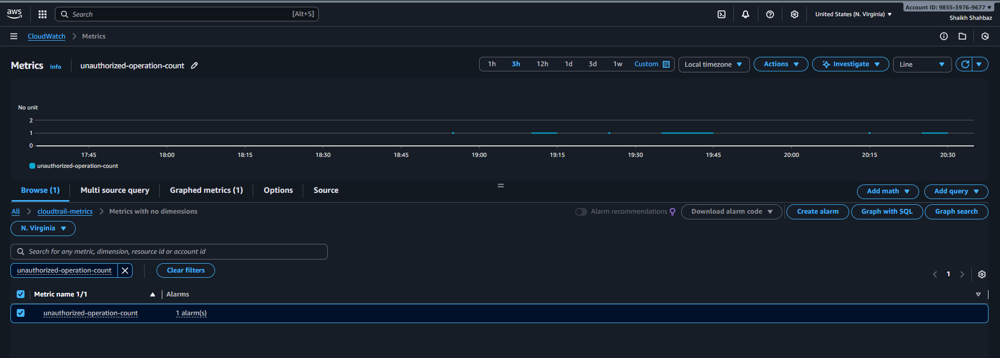 aws
Search [Alt+S]
United States (N. Virginia)
Account ID: 9855-3976-9677
Shaikh Shahbaz
CloudWatch
Metrics
Metrics
Info
unauthorized-operation-count
1h 3h 12h 1d 3d 1w Custom
Local timezone
Actions
Investigate
Line
No unit
2
1
0
17:45 18:00 18:15 18:30 18:45 19:00 19:15 19:30 19:45 20:00 20:15 20:30
unauthorized-operation-count
Browse (1)
Multi source query
Graphed metrics (1)
Options
Source
Add math
Add query
All
cloudtrail-metrics
Metrics with no dimensions
Alarm recommendations
Download alarm code
Create alarm
Graph with SQL
Graph search
N. Virginia
Search for any metric, dimension, resource id or account id
unauthorized-operation-count
Clear filters
1
Metric name 1/1
Alarms
unauthorized-operation-count
1 alarm(s)